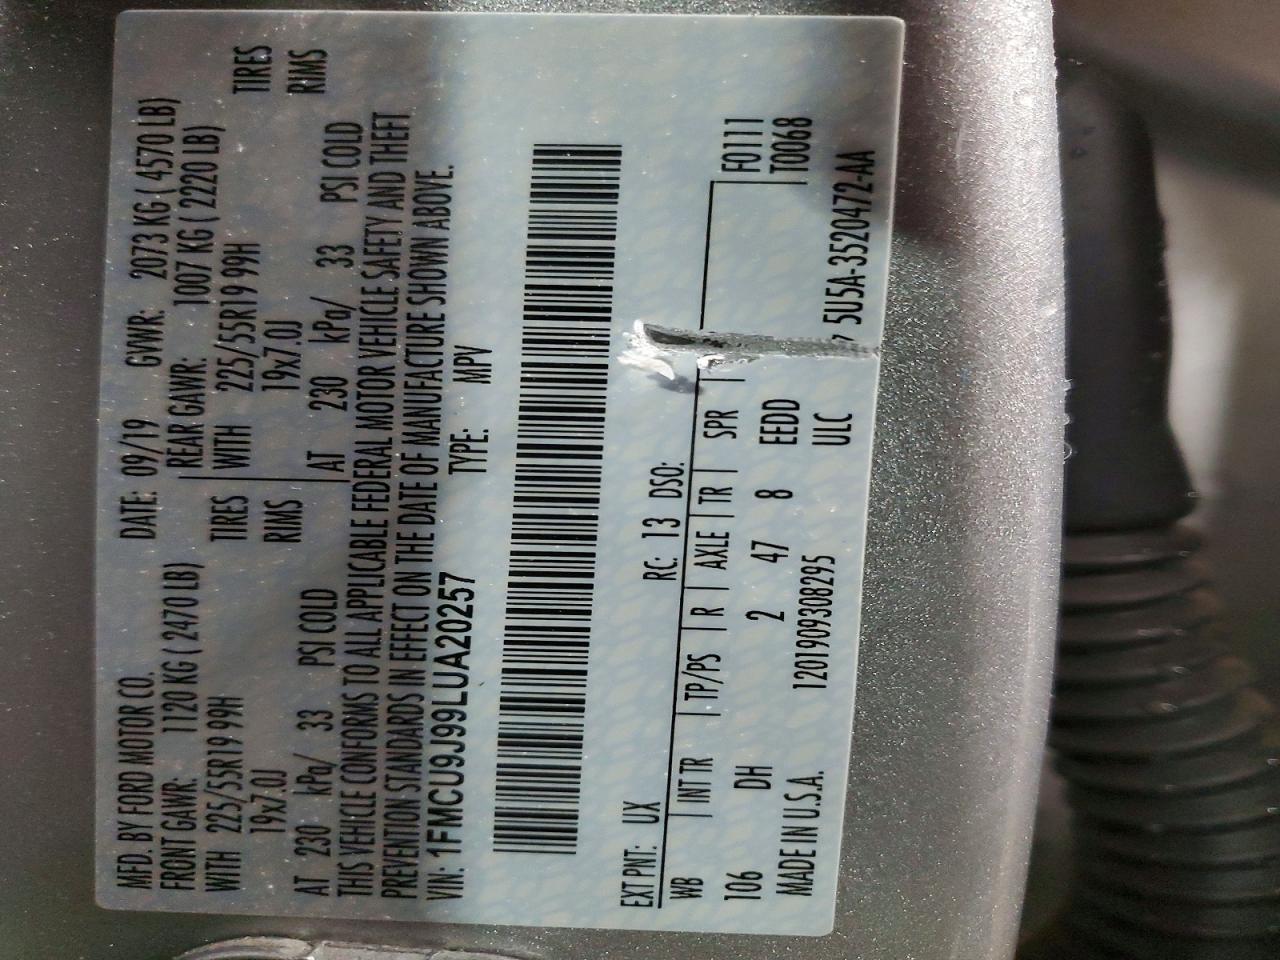 MFD. BY FORD MOTOR CO. DATE: 09/19 GVWR: 2073 KG ( 4570 LB)
FRONT GAWR: 1120 KG ( 2470 LB) REAR GAWR: 1007 KG ( 2220 LB)
WITH 225/55R19 99H TIRES WITH 225/55R19 99H TIRES
19x7.0J RIMS 19x7.0J RIMS
AT 230 kPa/ 33 PSI COLD AT 230 kPa/ 33 PSI COLD
THIS VEHICLE CONFORMS TO ALL APPLICABLE FEDERAL MOTOR VEHICLE SAFETY AND THEFT
PREVENTION STANDARDS IN EFFECT ON THE DATE OF MANUFACTURE SHOWN ABOVE.
VIN: 1FMCU9J99LUA20257 TYPE: MPV
EXT PNT: UX RC: 13 DSO:
WB INT TR TP/PS R AXLE TR SPR F0111
106 DH 2 47 8 EEDD T0068
MADE IN U.S.A. 1201909308295 ULC 5U5A-3520472-AA